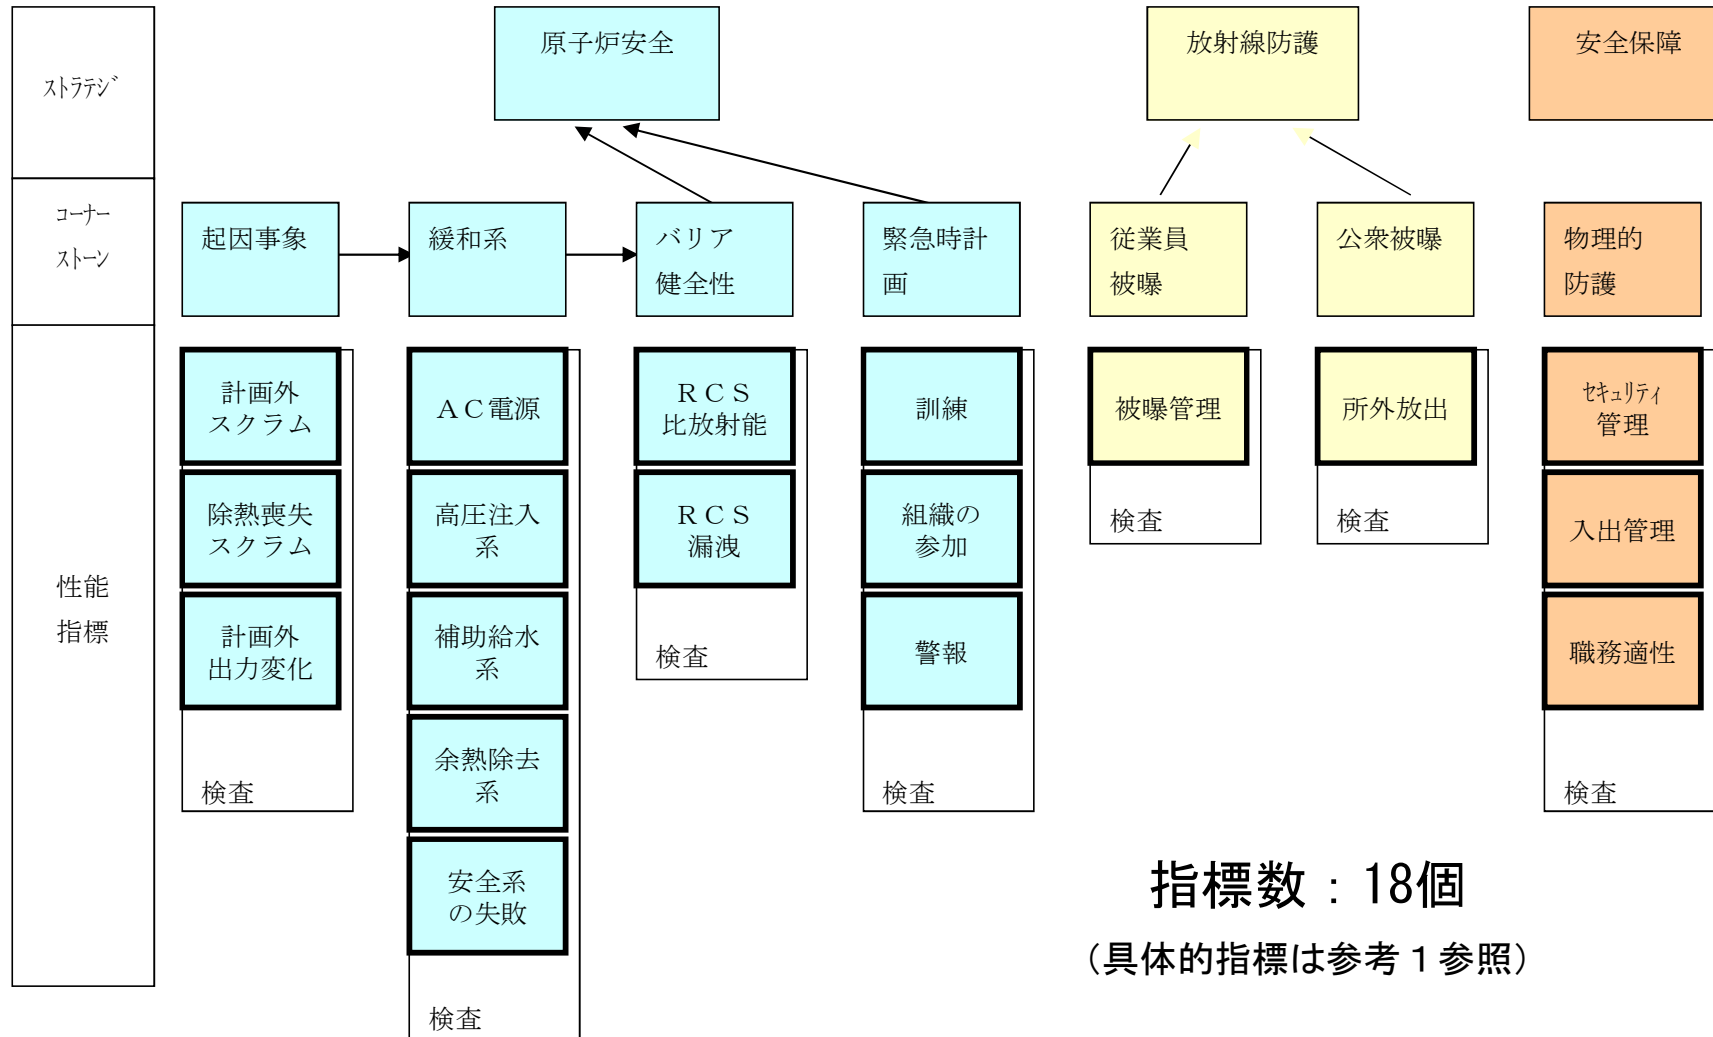 ｽﾄﾗﾃｼﾞ
原子炉安全
放射線防護
安全保障
ｺｰﾅｰ
ｽﾄｰﾝ
起因事象
緩和系
バリア
健全性
緊急時計
画
従業員
被曝
公衆被曝
物理的
防護
性能
指標
計画外
スクラム
除熱喪失
スクラム
計画外
出力変化
検査
ＡＣ電源
高圧注入
系
補助給水
系
余熱除去
系
安全系
の失敗
検査
ＲＣＳ
比放射能
ＲＣＳ
漏洩
検査
訓練
組織の
参加
警報
検査
被曝管理
検査
所外放出
検査
ｾｷｭﾘﾃｨ
管理
入出管理
職務適性
検査
指標数：18個
（具体的指標は参考１参照）